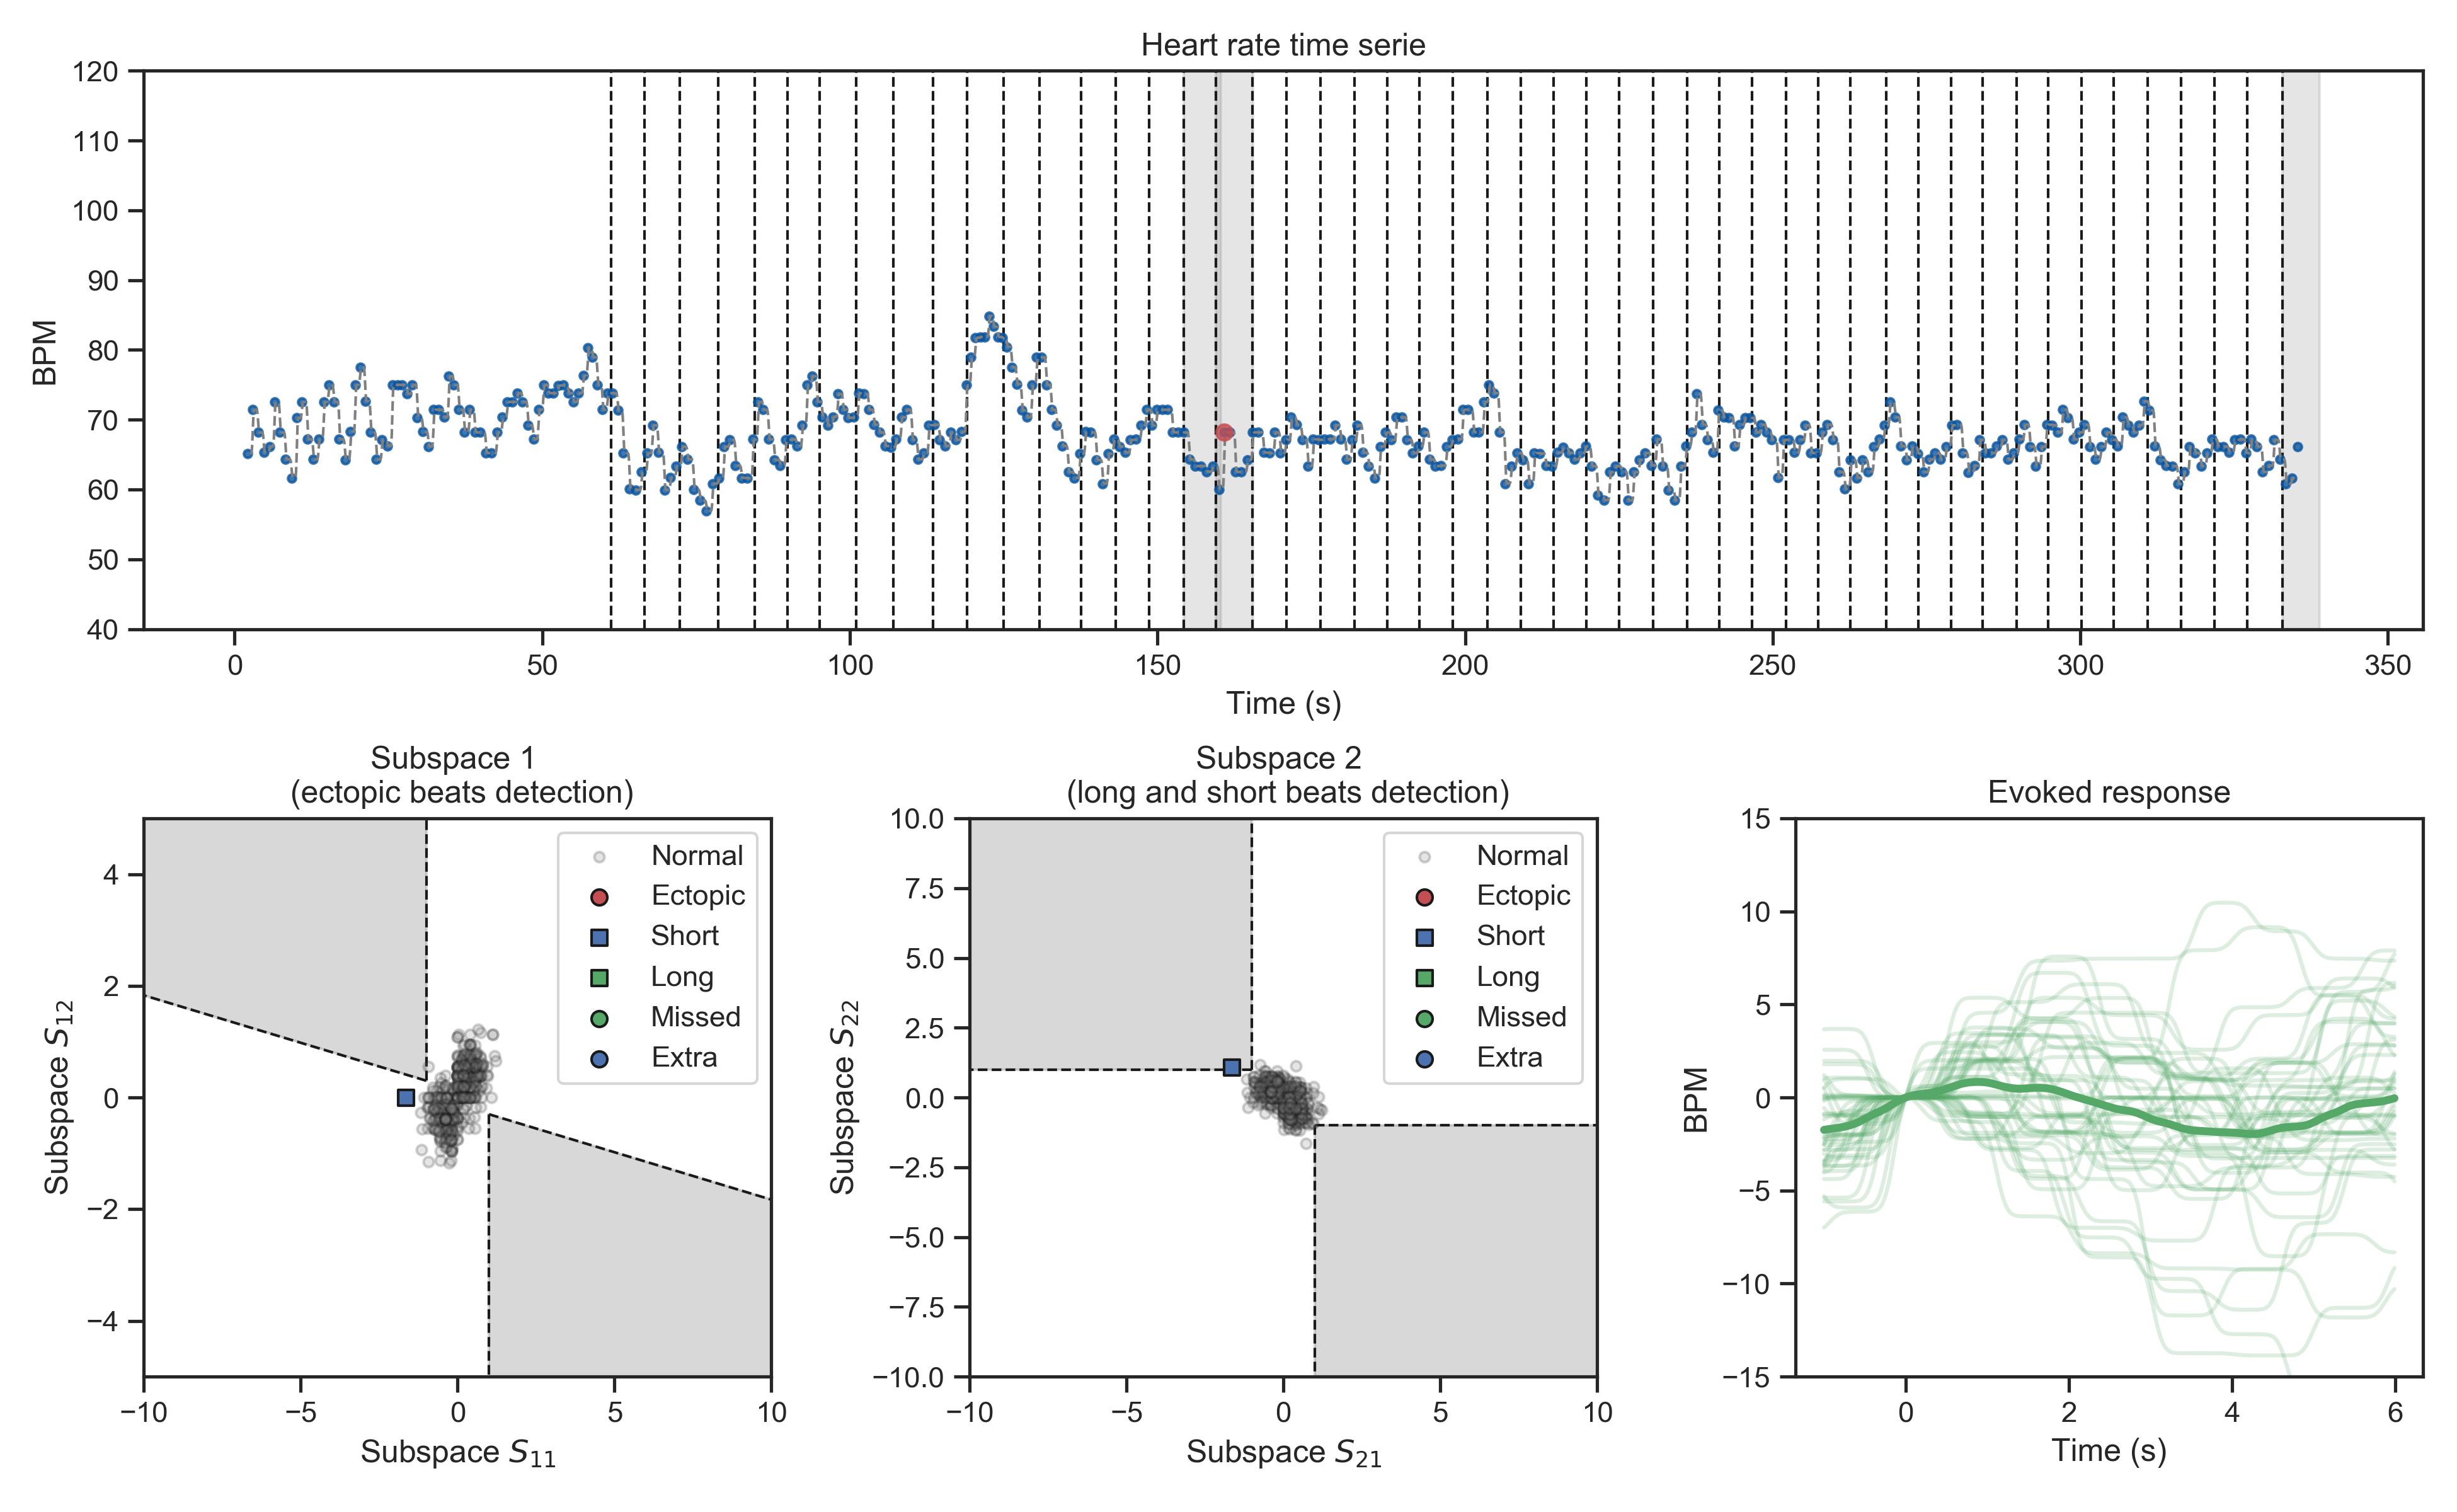 Heart rate time serie
120
110
100
90
80
70
60
50
40
BPM
0 50 100 150 200 250 300 350
Time (s)
Subspace 1
(ectopic beats detection)
4
2
0
−2
−4
Subspace S12
−10 −5 0 5 10
Subspace S11
Normal
Ectopic
Short
Long
Missed
Extra
Subspace 2
(long and short beats detection)
10.0
7.5
5.0
2.5
0.0
−2.5
−5.0
−7.5
−10.0
Subspace S22
−10 −5 0 5 10
Subspace S21
Normal
Ectopic
Short
Long
Missed
Extra
Evoked response
15
10
5
0
−5
−10
−15
BPM
0 2 4 6
Time (s)